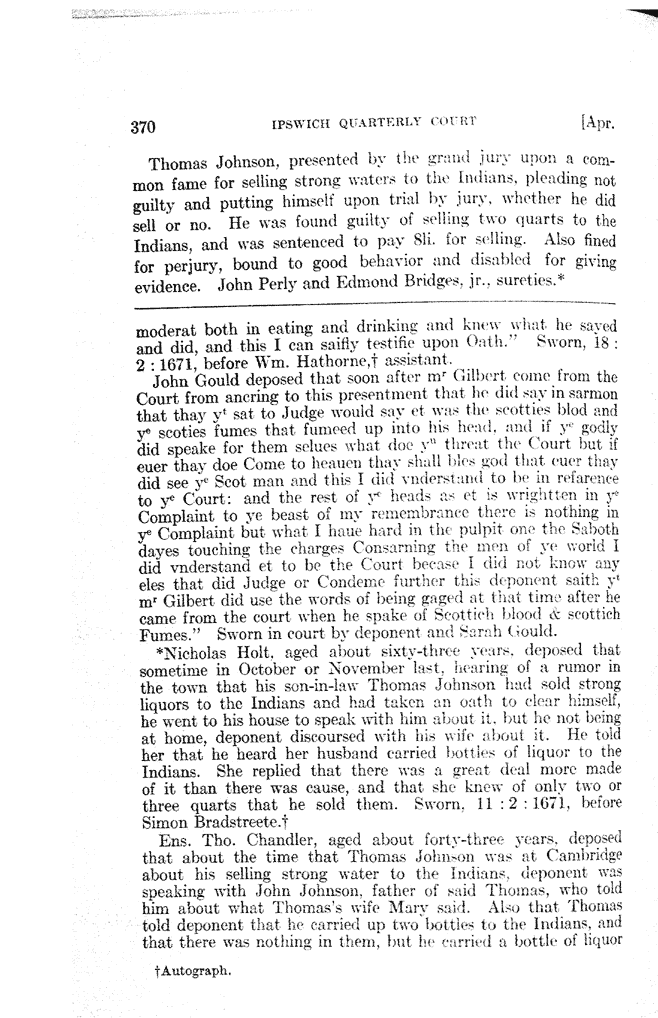 370 IPSWICH QUARTERLY COURT [Apr.
Thomas Johnson, presented by the grand jury upon a com-
mon fame for selling strong waters to the Indians, pleading not
guilty and putting himself upon trial by jury, whether he did
sell or no. He was found guilty of selling two quarts to the
Indians, and was sentenced to pay 8li. for selling. Also fined
for perjury, bound to good behavior and disabled for giving
evidence. John Perly and Edmond Bridges, jr., sureties.*
moderat both in eating and drinking and knew what he sayed
and did, and this I can saifly testifie upon Oath." Sworn, 18 :
2 : 1671, before Wm. Hathorne,† assistant.
John Gould deposed that soon after mʳ Gilbert come from the
Court from ancring to this presentment that he did say in sarmon
that thay yᵗ sat to Judge would say et was the scotties blod and
yᵉ scoties fumes that fumeed up into his head, and if yᵉ godly
did speake for them selues what doe yⁿ threat the Court but if
euer thay doe Come to heauen thay shall bles god that euer thay
did see yᵉ Scot man and this I did vnderstand to be in refarence
to yᵉ Court: and the rest of yᵉ heads as et is wrightten in yᵉ
Complaint to ye beast of my remembrance there is nothing in
yᵉ Complaint but what I haue hard in the pulpit one the Saboth
dayes touching the charges Consarning the men of ye world I
did vnderstand et to be the Court becase I did not know any
eles that did Judge or Condeme further this deponent saith yᵗ
mʳ Gilbert did use the words of being gaged at that time after he
came from the court when he spake of Scottich blood & scottich
Fumes." Sworn in court by deponent and Sarah Gould.
*Nicholas Holt, aged about sixty-three years, deposed that
sometime in October or November last, hearing of a rumor in
the town that his son-in-law Thomas Johnson had sold strong
liquors to the Indians and had taken an oath to clear himself,
he went to his house to speak with him about it, but he not being
at home, deponent discoursed with his wife about it. He told
her that he heard her husband carried bottles of liquor to the
Indians. She replied that there was a great deal more made
of it than there was cause, and that she knew of only two or
three quarts that he sold them. Sworn, 11 : 2 : 1671, before
Simon Bradstreete.†
Ens. Tho. Chandler, aged about forty-three years, deposed
that about the time that Thomas Johnson was at Cambridge
about his selling strong water to the Indians, deponent was
speaking with John Johnson, father of said Thomas, who told
him about what Thomas's wife Mary said. Also that Thomas
told deponent that he carried up two bottles to the Indians, and
that there was nothing in them, but he carried a bottle of liquor
†Autograph.